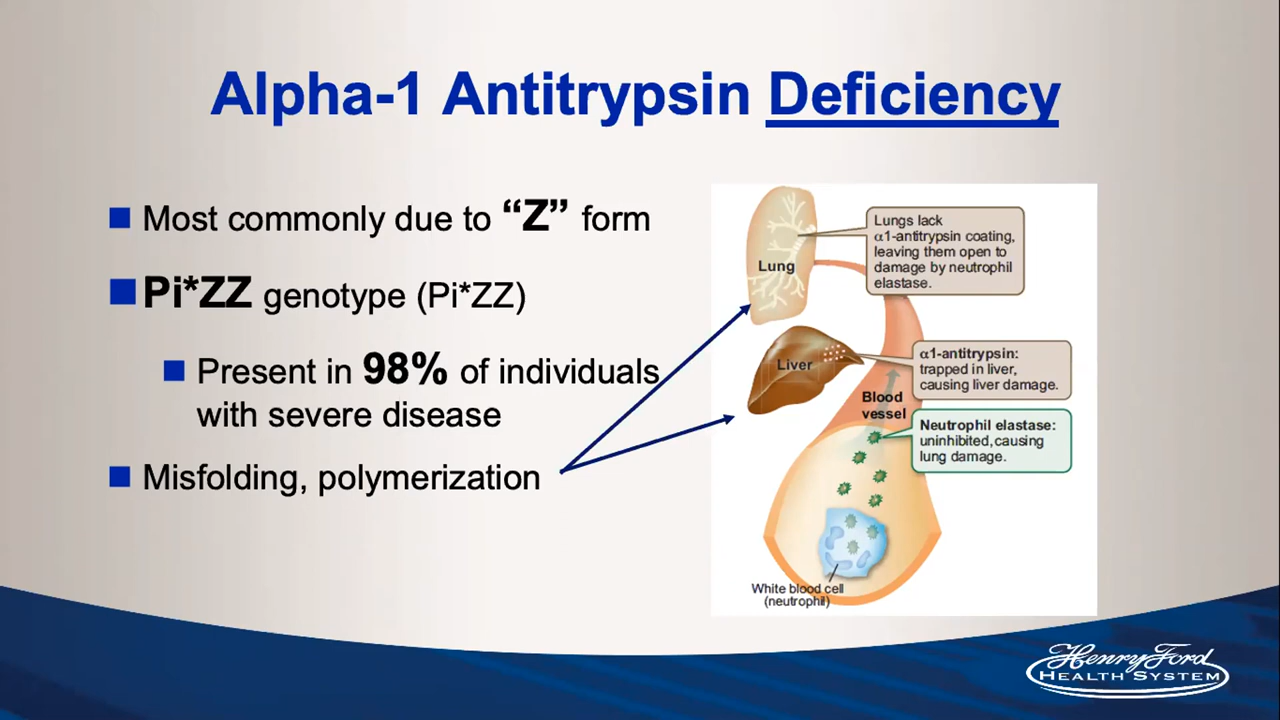 Alpha-1 Antitrypsin Deficiency
Most commonly due to “Z” form
Pi*ZZ genotype (Pi*ZZ)
Present in 98% of individuals
with severe disease
Misfolding, polymerization
Lung
Lungs lack
α1-antitrypsin coating,
leaving them open to
damage by neutrophil
elastase.
Liver
α1-antitrypsin:
trapped in liver,
causing liver damage.
Blood
vessel
Neutrophil elastase:
uninhibited, causing
lung damage.
White blood cell
(neutrophil)
Henry Ford
HEALTH SYSTEM